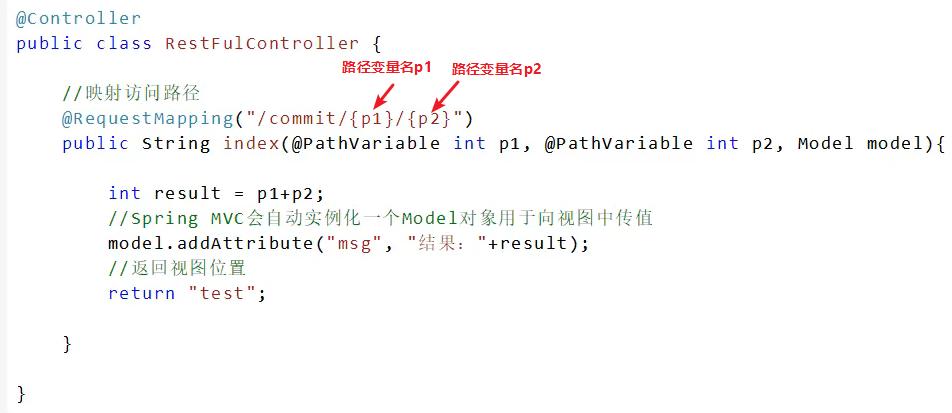 @Controller
public class RestFulController {
路径变量名p1 路径变量名p2
//映射访问路径
@RequestMapping("/commit/{p1}/{p2}")
public String index(@PathVariable int p1, @PathVariable int p2, Model model){
int result = p1+p2;
//Spring MVC会自动实例化一个Model对象用于向视图中传值
model.addAttribute("msg", "结果："+result);
//返回视图位置
return "test";
}
}